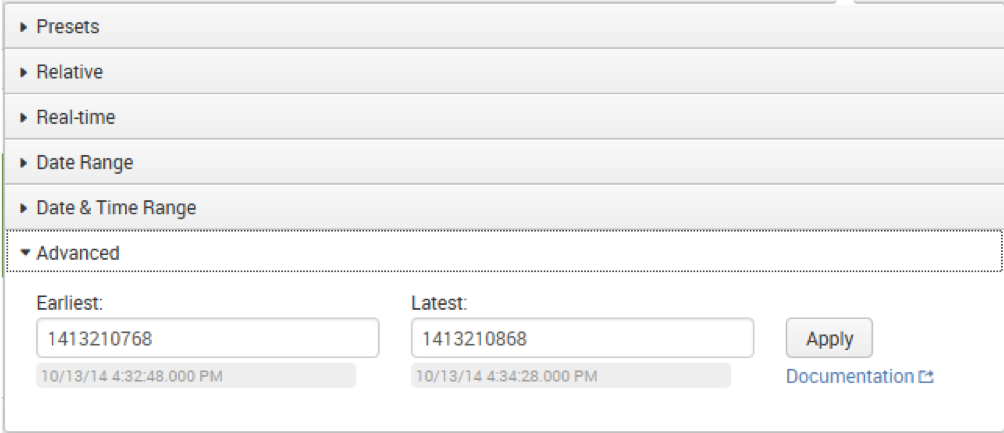 Presets
Relative
Real-time
Date Range
Date & Time Range
Advanced
Earliest: Latest:
1413210768 1413210868 Apply
10/13/14 4:32:48.000 PM 10/13/14 4:34:28.000 PM Documentation